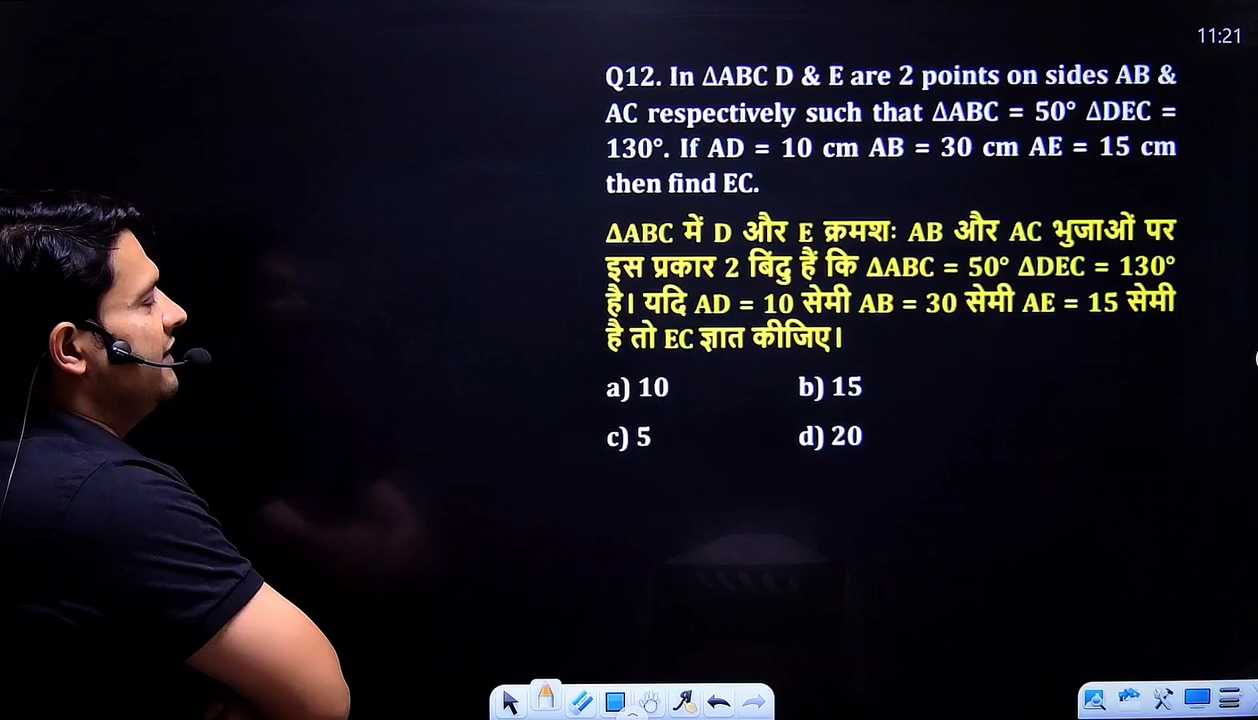 11:21
Q12. In ΔABC D & E are 2 points on sides AB &
AC respectively such that ΔABC = 50° ΔDEC =
130°. If AD = 10 cm AB = 30 cm AE = 15 cm
then find EC.
ΔABC में D और E क्रमशः AB और AC भुजाओं पर
इस प्रकार 2 बिंदु हैं कि ΔABC = 50° ΔDEC = 130°
है। यदि AD = 10 सेमी AB = 30 सेमी AE = 15 सेमी
है तो EC ज्ञात कीजिए।
a) 10 b) 15
c) 5 d) 20